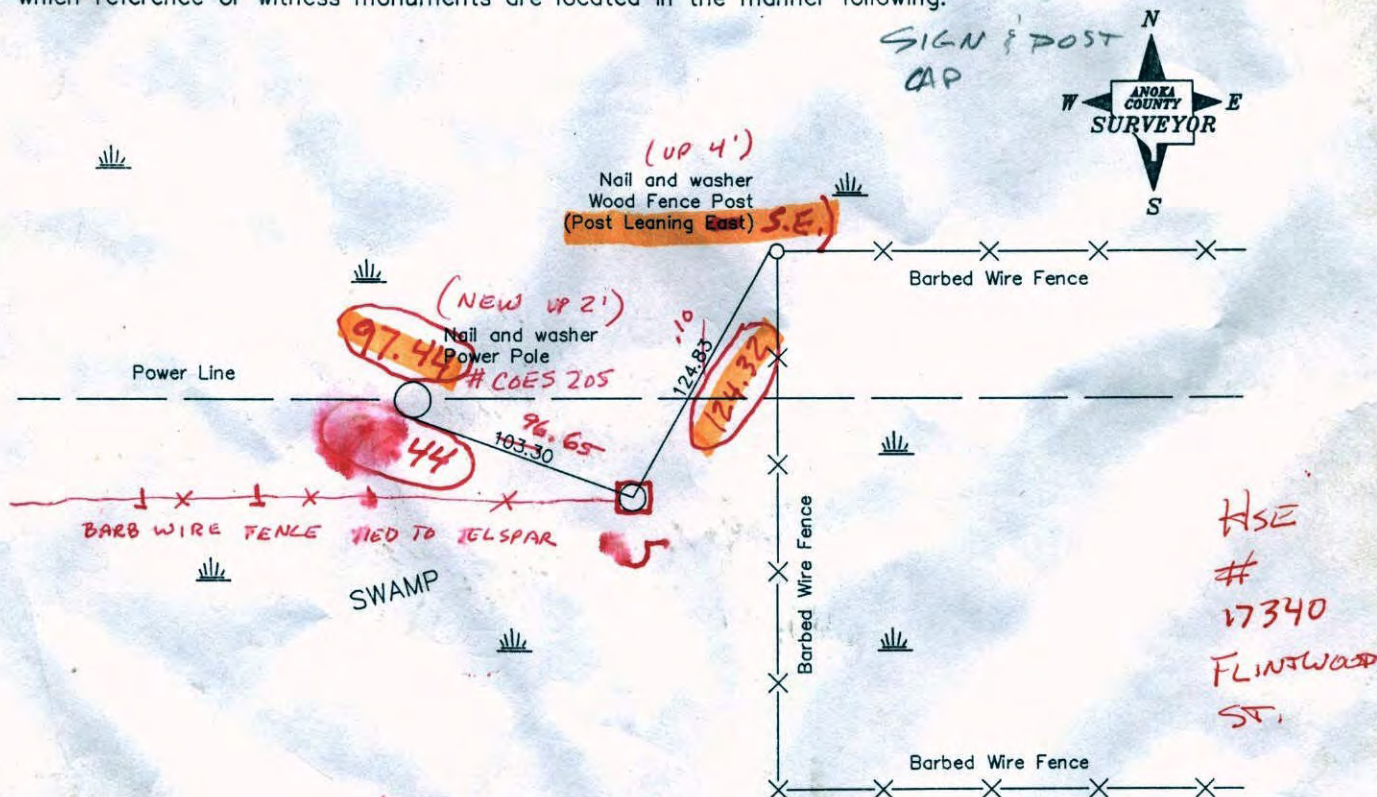 which reference or witness monuments are located in the manner following:
SIGN & POST
CAP
N
W
ANOKA
COUNTY
E
SURVEYOR
S
(UP 4')
Nail and washer
Wood Fence Post
(Post Leaning East) S.E.)
Barbed Wire Fence
(NEW UP 2')
97.44
Nail and washer
Power Pole
# COES 205
Power Line
.10
124.83
124.32
96.65
103.30
44
BARB WIRE FENCE TIED TO TELSPAR
SWAMP
Barbed Wire Fence
HSE
#
17340
FLINTWOOD
ST.
Barbed Wire Fence